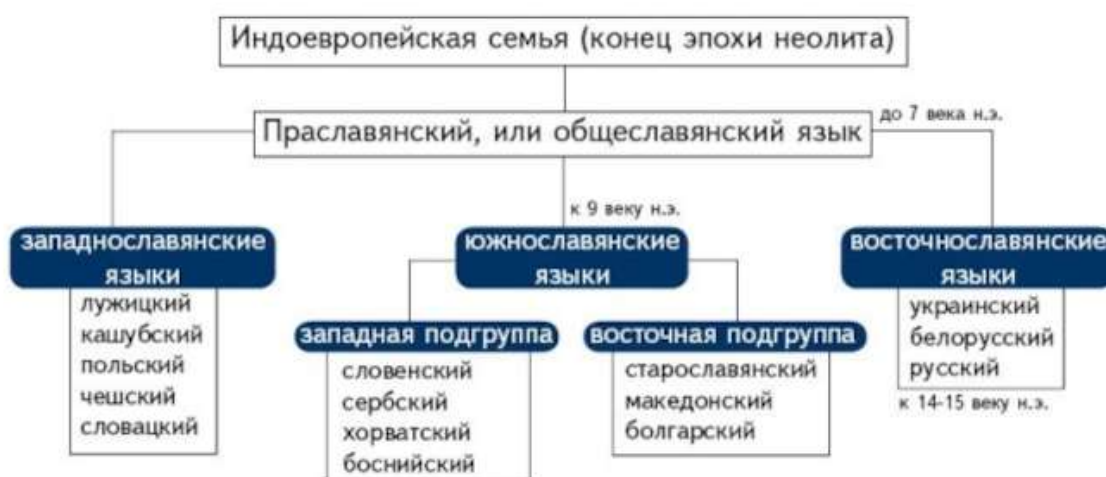 Индоевропейская семья (конец эпохи неолита)
Праславянский, или общеславянский язык
до 7 века н.э.
к 9 веку н.э.
западнославянские
языки
лужицкий
кашубский
польский
чешский
словацкий
южнославянские
языки
западная подгруппа
словенский
сербский
хорватский
боснийский
восточная подгруппа
старославянский
македонский
болгарский
восточнославянские
языки
украинский
белорусский
русский
к 14-15 веку н.э.